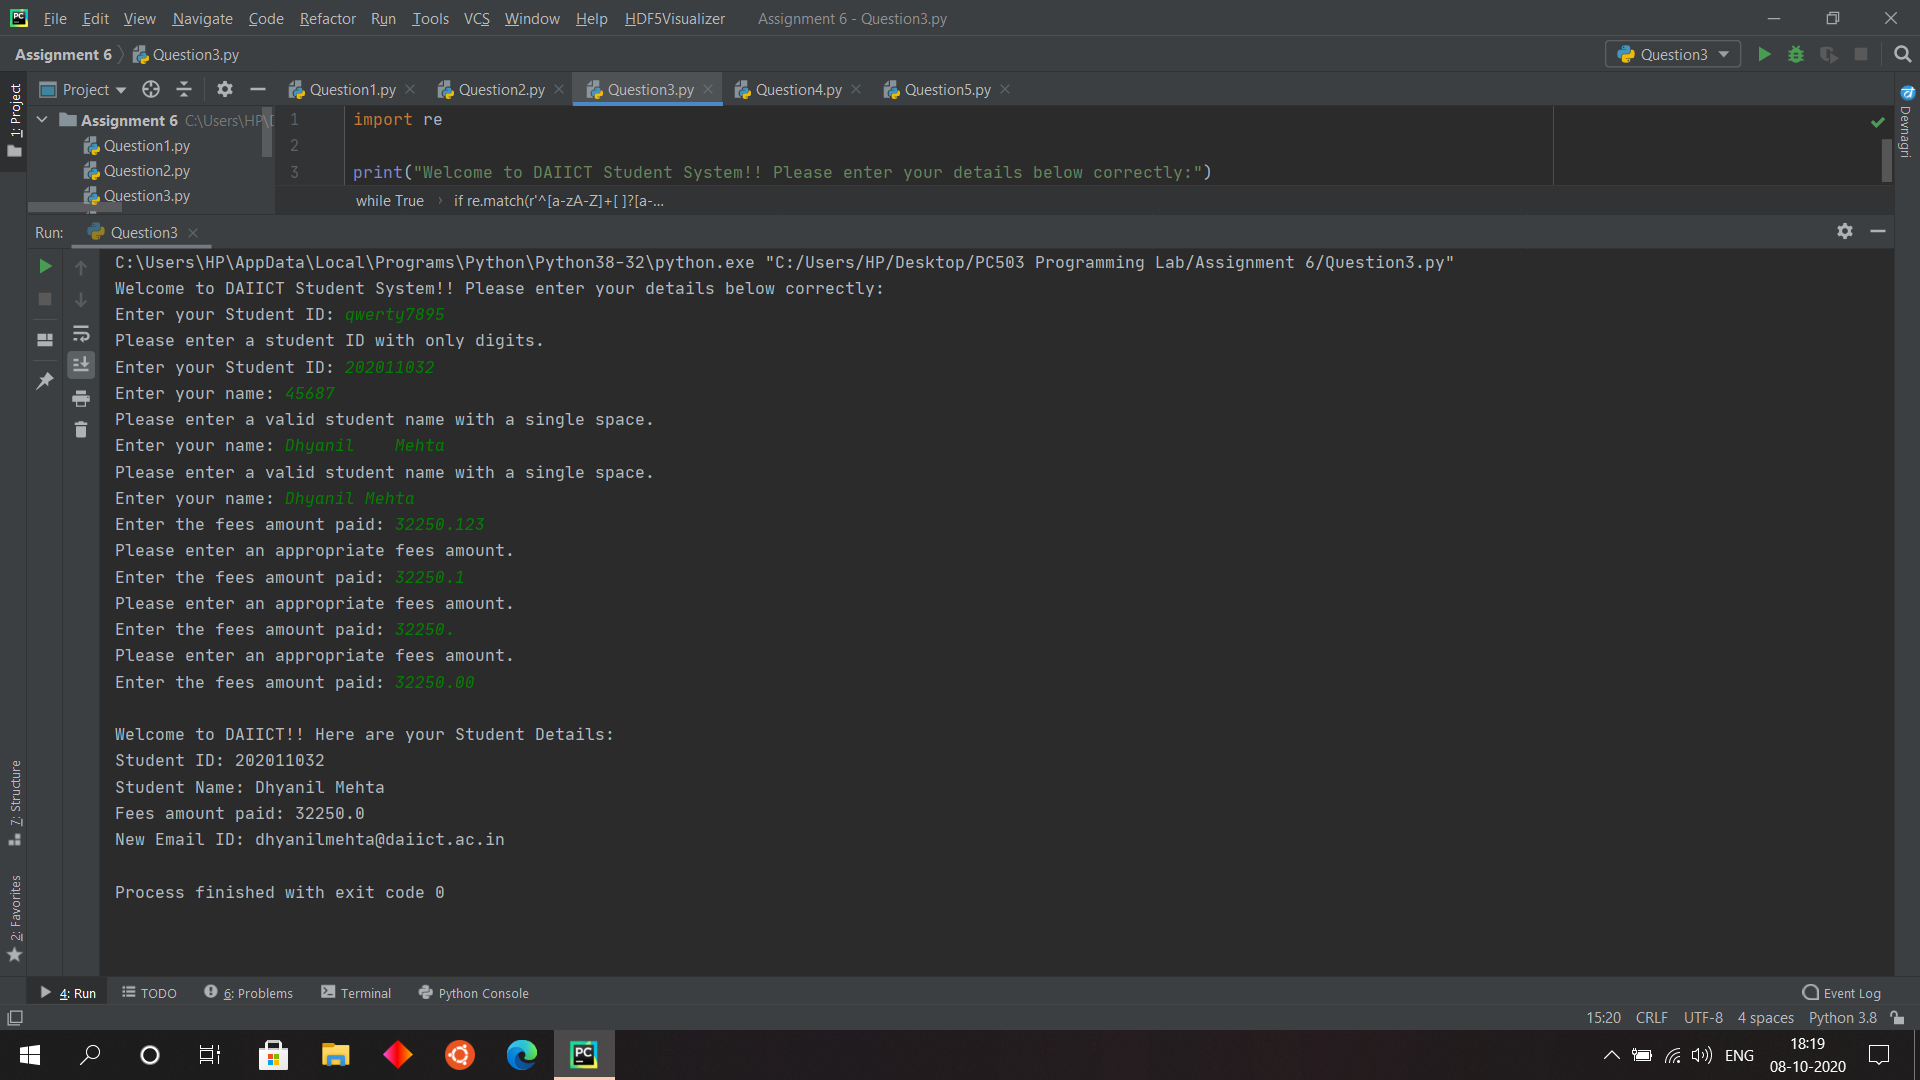 File Edit View Navigate Code Refactor Run Tools VCS Window Help HDF5Visualizer Assignment 6 - Question3.py
Assignment 6 Question3.py Question3
Project Question1.py Question2.py Question3.py Question4.py Question5.py
1: Project
Devnagri
Assignment 6 C:\Users\HP\D
Question1.py
Question2.py
Question3.py
1 import re
2
3 print("Welcome to DAIICT Student System!! Please enter your details below correctly:")
while True if re.match(r'^[a-zA-Z]+[ ]?[a-...
Run: Question3
C:\Users\HP\AppData\Local\Programs\Python\Python38-32\python.exe "C:/Users/HP/Desktop/PC503 Programming Lab/Assignment 6/Question3.py"
Welcome to DAIICT Student System!! Please enter your details below correctly:
Enter your Student ID: qwerty7895
Please enter a student ID with only digits.
Enter your Student ID: 202011032
Enter your name: 45687
Please enter a valid student name with a single space.
Enter your name: Dhyanil    Mehta
Please enter a valid student name with a single space.
Enter your name: Dhyanil Mehta
Enter the fees amount paid: 32250.123
Please enter an appropriate fees amount.
Enter the fees amount paid: 32250.1
Please enter an appropriate fees amount.
Enter the fees amount paid: 32250.
Please enter an appropriate fees amount.
Enter the fees amount paid: 32250.00
Welcome to DAIICT!! Here are your Student Details:
Student ID: 202011032
Student Name: Dhyanil Mehta
Fees amount paid: 32250.0
New Email ID: dhyanilmehta@daiict.ac.in
Process finished with exit code 0
7: Structure
2: Favorites
4: Run TODO 6: Problems Terminal Python Console Event Log
15:20 CRLF UTF-8 4 spaces Python 3.8
PC ENG 18:19
08-10-2020